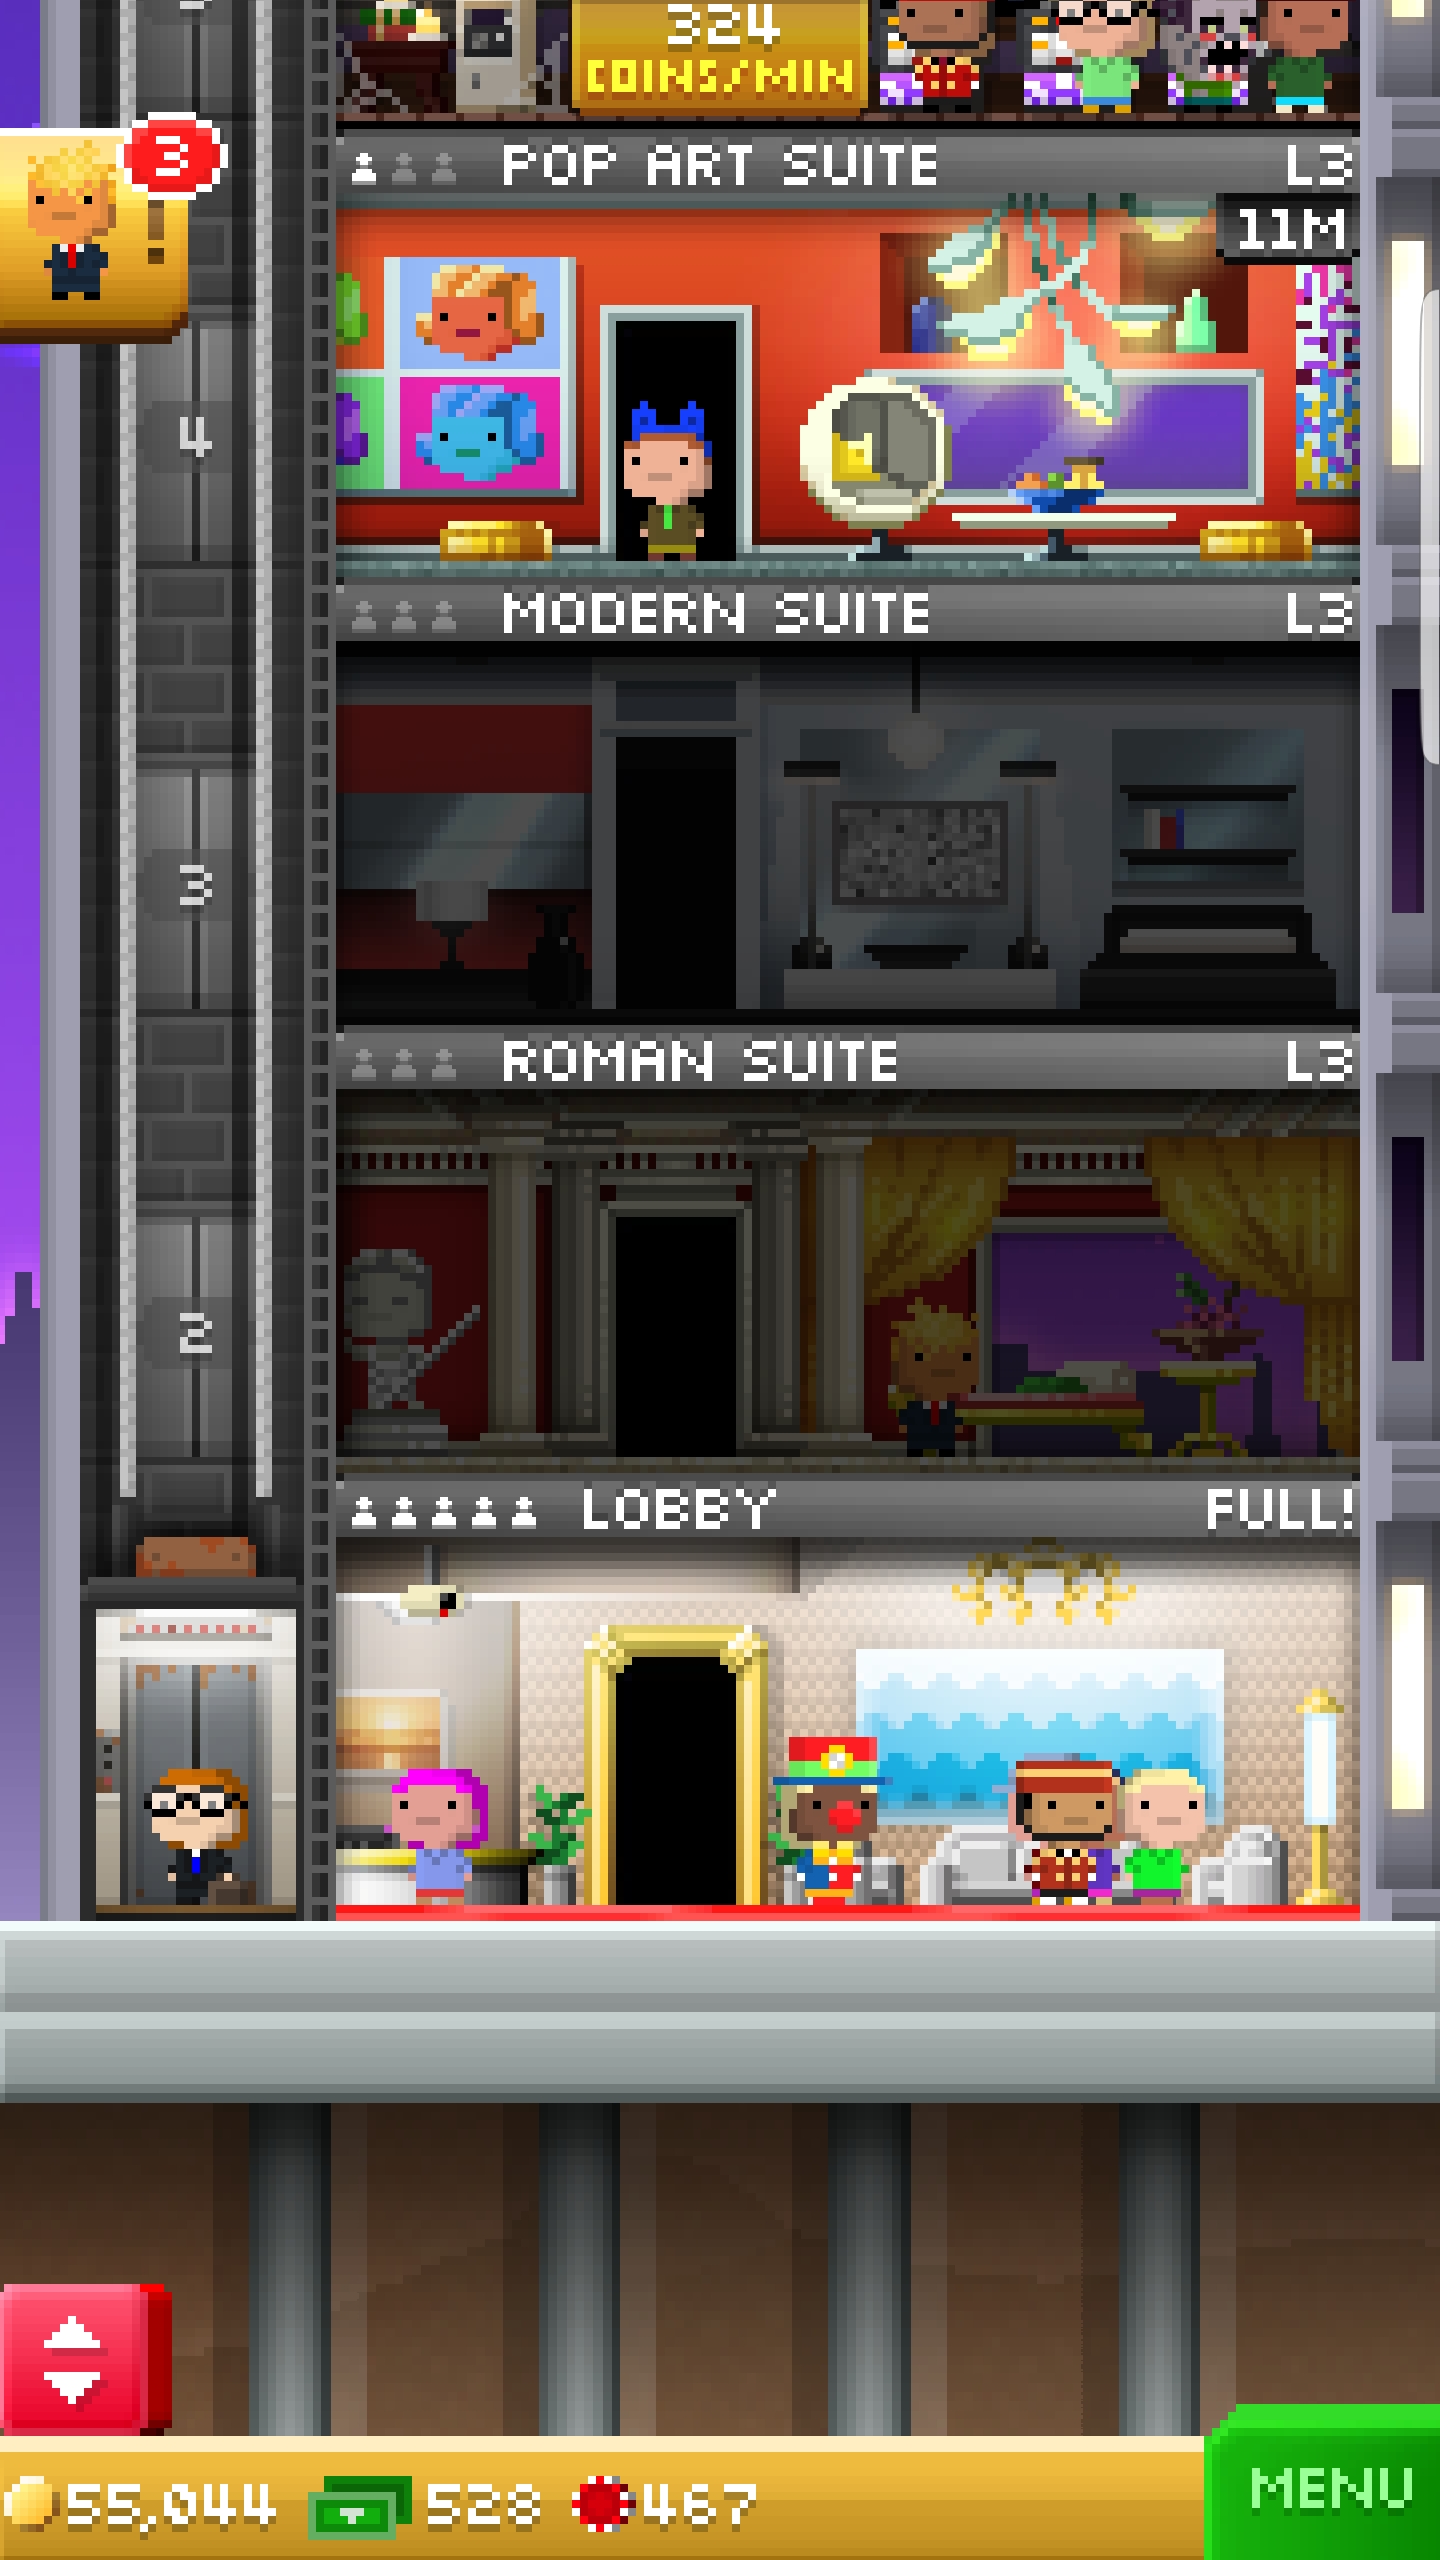 324
COINS/MIN
3
!
POP ART SUITE L3
11M
4
MODERN SUITE L3
3
ROMAN SUITE L3
2
LOBBY FULL!
55,044 528 467
MENU